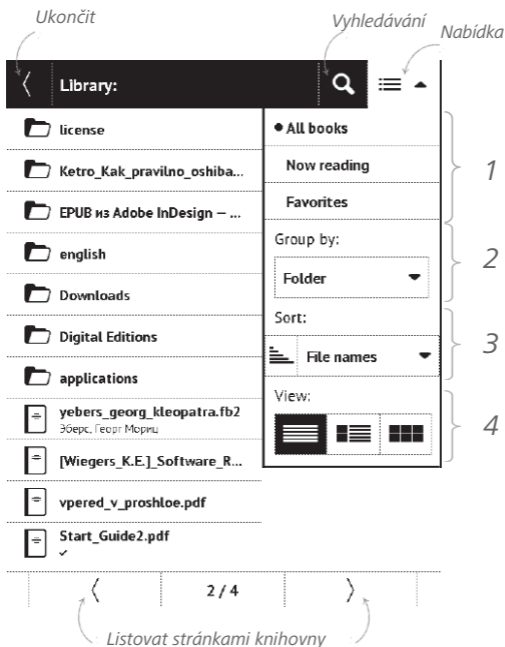 Ukončit
Vyhledávání
Nabídka
Library:
license
Ketro_Kak_pravilno_oshiba...
EPUB из Adobe InDesign — ...
english
Downloads
Digital Editions
applications
yebers_georg_kleopatra.fb2
Эберс, Георг Мориц
[Wiegers_K.E.]_Software_R...
vpered_v_proshloe.pdf
Start_Guide2.pdf
All books
Now reading
Favorites
1
Group by:
Folder
2
Sort:
File names
3
View:
4
2 / 4
Listovat stránkami knihovny